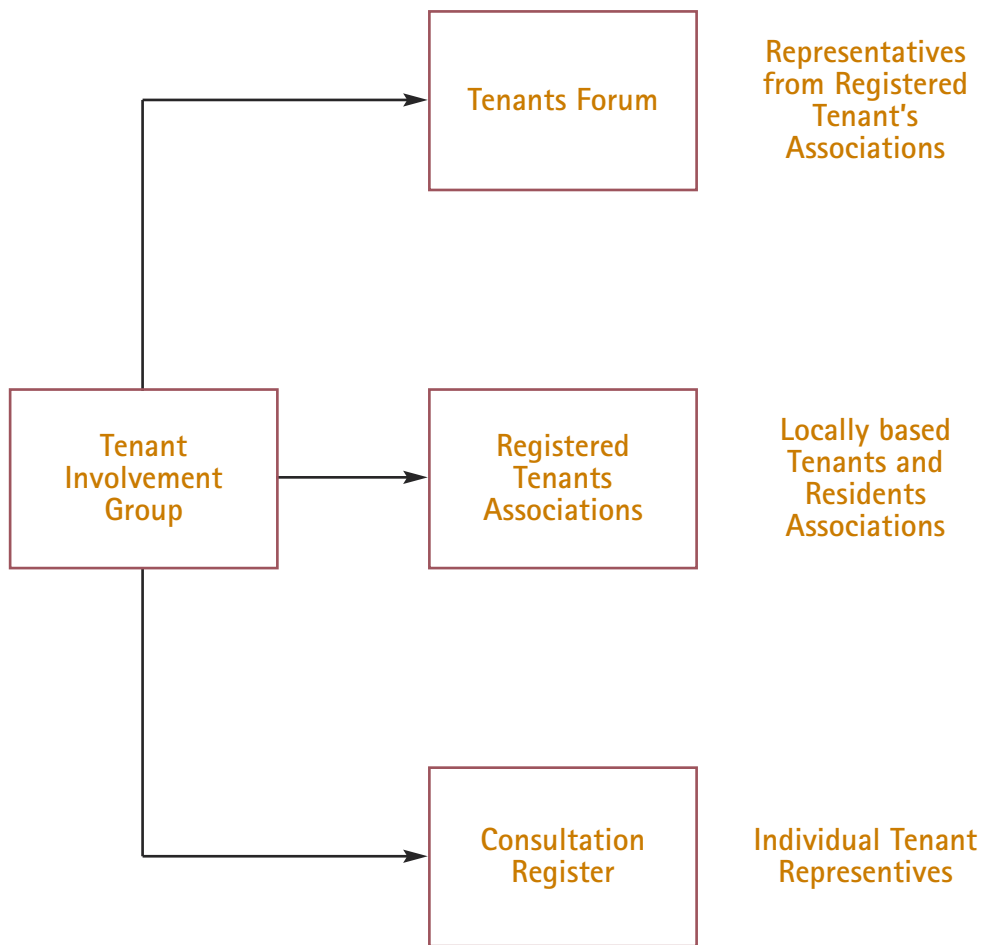 Tenants Forum
Representatives
from Registered
Tenant's
Associations
Tenant
Involvement
Group
Registered
Tenants
Associations
Locally based
Tenants and
Residents
Associations
Consultation
Register
Individual Tenant
Representives